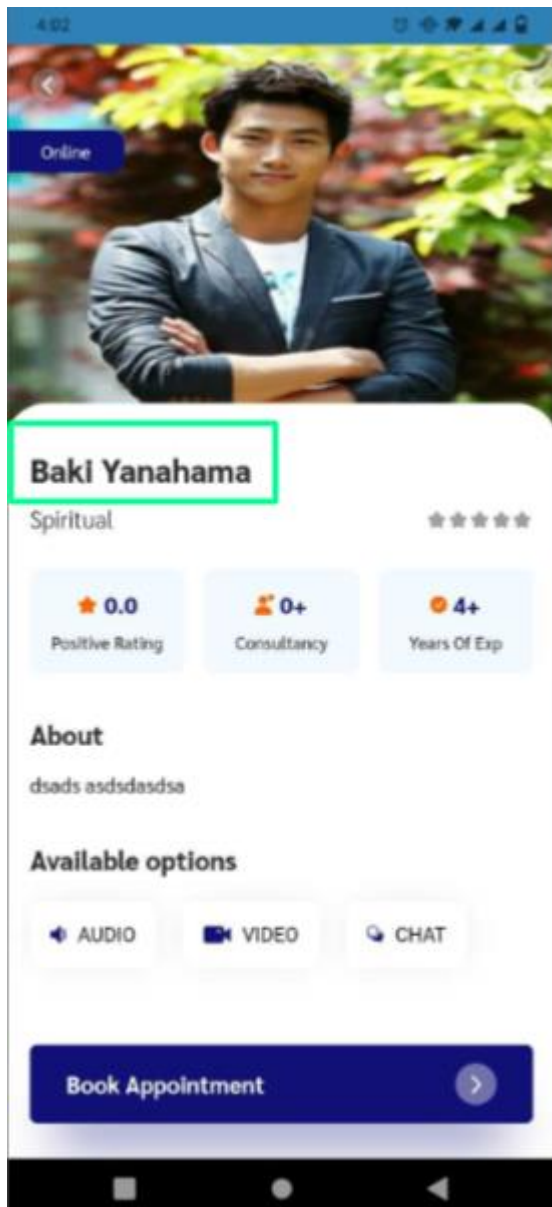 4:02
Online
Baki Yanahama
Spiritual
0.0
Positive Rating
0+
Consultancy
4+
Years Of Exp
About
dsads asdsdasdsa
Available options
AUDIO
VIDEO
CHAT
Book Appointment